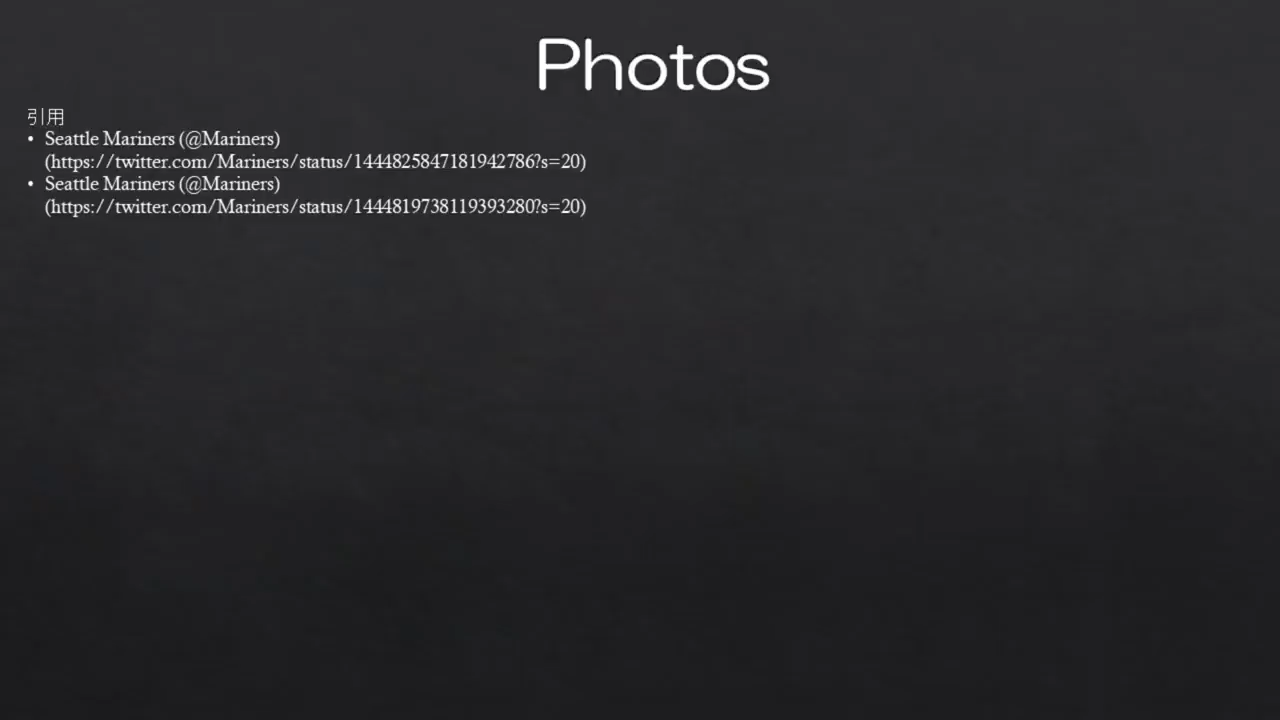 Photos
引用
• Seattle Mariners (@Mariners)
(https://twitter.com/Mariners/status/1444825847181942786?s=20)
• Seattle Mariners (@Mariners)
(https://twitter.com/Mariners/status/1444819738119393280?s=20)